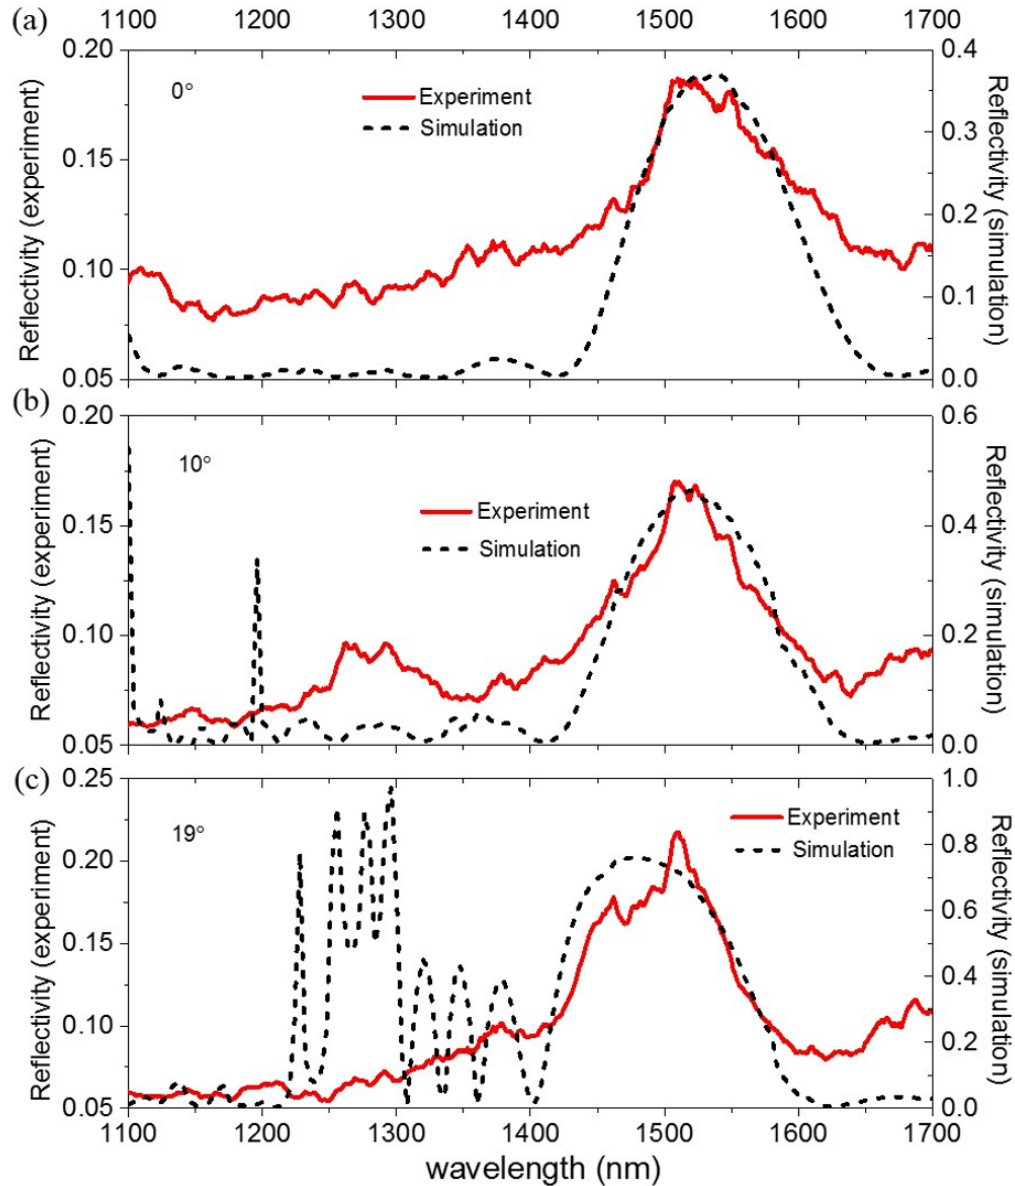 (a)
1100 1200 1300 1400 1500 1600 1700
0.20
0.15
0.10
0.05
Reflectivity (experiment)
0°
Experiment
Simulation
0.4
0.3
0.2
0.1
0.0
Reflectivity (simulation)
(b)
0.20
0.15
0.10
0.05
Reflectivity (experiment)
10°
Experiment
Simulation
0.6
0.4
0.2
0.0
Reflectivity (simulation)
(c)
0.25
0.20
0.15
0.10
0.05
Reflectivity (experiment)
19°
Experiment
Simulation
1.0
0.8
0.6
0.4
0.2
0.0
Reflectivity (simulation)
1100 1200 1300 1400 1500 1600 1700
wavelength (nm)